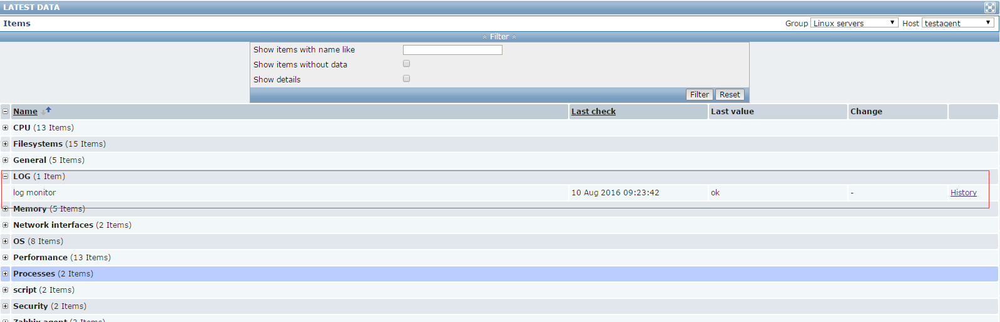 LATEST DATA
Items Group Linux servers Host testagent
Filter
Show items with name like
Show items without data
Show details
Filter Reset
Name Last check Last value Change
CPU (13 Items)
Filesystems (15 Items)
General (5 Items)
LOG (1 Item)
log monitor 10 Aug 2016 09:23:42 ok - History
Memory (5 Items)
Network interfaces (2 Items)
OS (8 Items)
Performance (13 Items)
Processes (2 Items)
script (2 Items)
Security (2 Items)
Zabbix agent (3 Items)